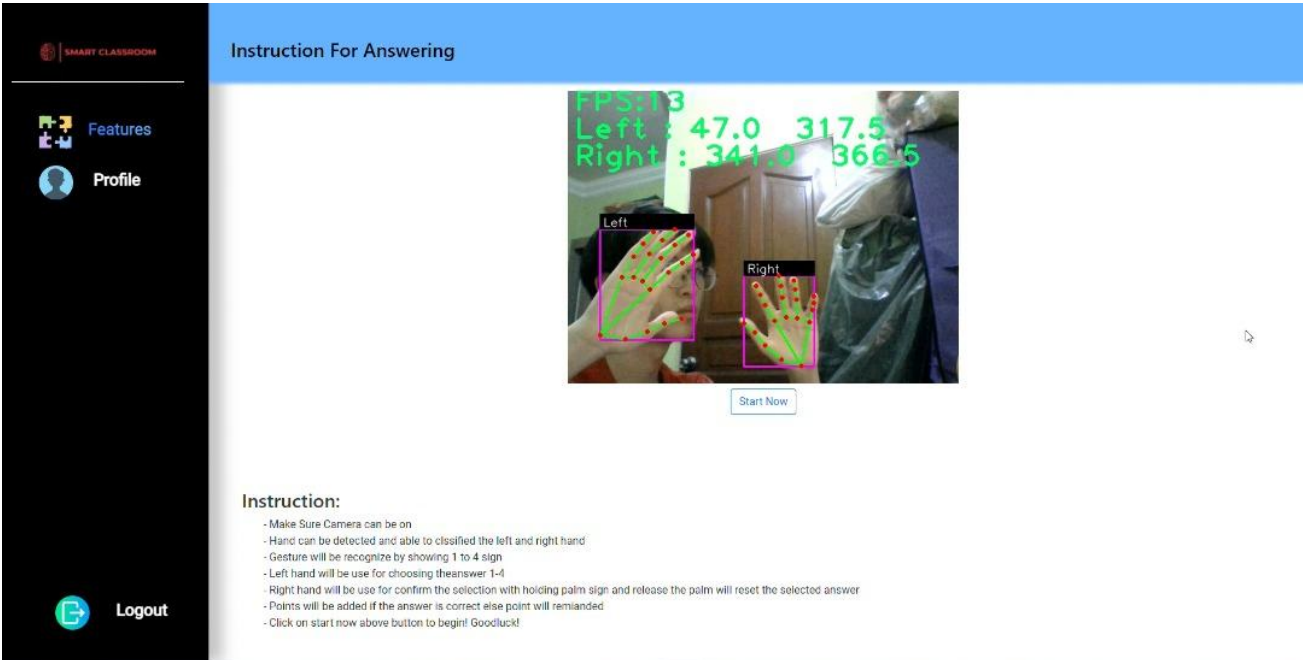 SMART CLASSROOM
Instruction For Answering
Features
Profile
FPS:13
Left : 47.0 317.5
Right : 341.0 366.5
Left
Right
Start Now
Instruction:
- Make Sure Camera can be on
- Hand can be detected and able to clssified the left and right hand
- Gesture will be recognize by showing 1 to 4 sign
- Left hand will be use for choosing theanswer 1-4
- Right hand will be use for confirm the selection with holding palm sign and release the palm will reset the selected answer
- Points will be added if the answer is correct else point will remianded
- Click on start now above button to begin! Goodluck!
Logout